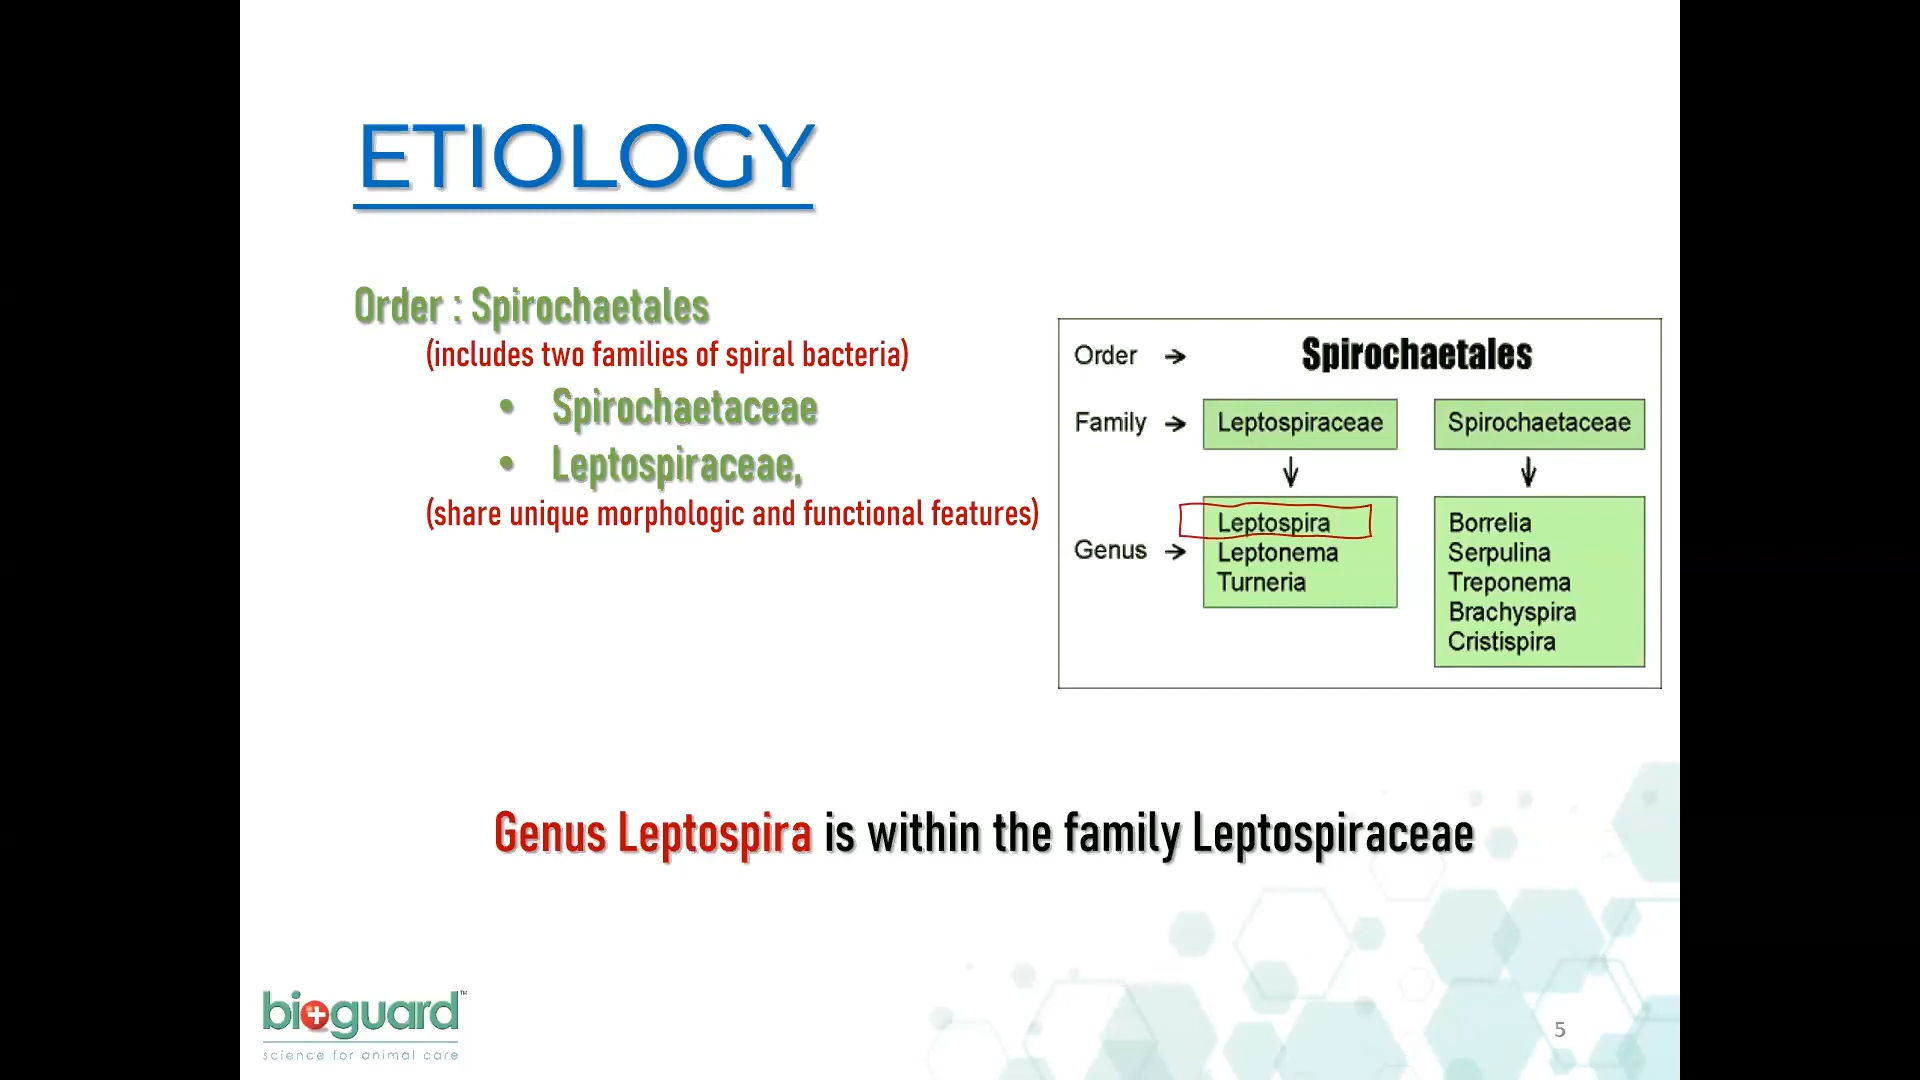 ETIOLOGY
Order : Spirochaetales
(includes two families of spiral bacteria)
• Spirochaetaceae
• Leptospiraceae,
(share unique morphologic and functional features)
Order → Spirochaetales
Family → Leptospiraceae Spirochaetaceae
Genus →
Leptospira
Leptonema
Turneria
Borrelia
Serpulina
Treponema
Brachyspira
Cristispira
Genus Leptospira is within the family Leptospiraceae
bioguard™
science for animal care
5